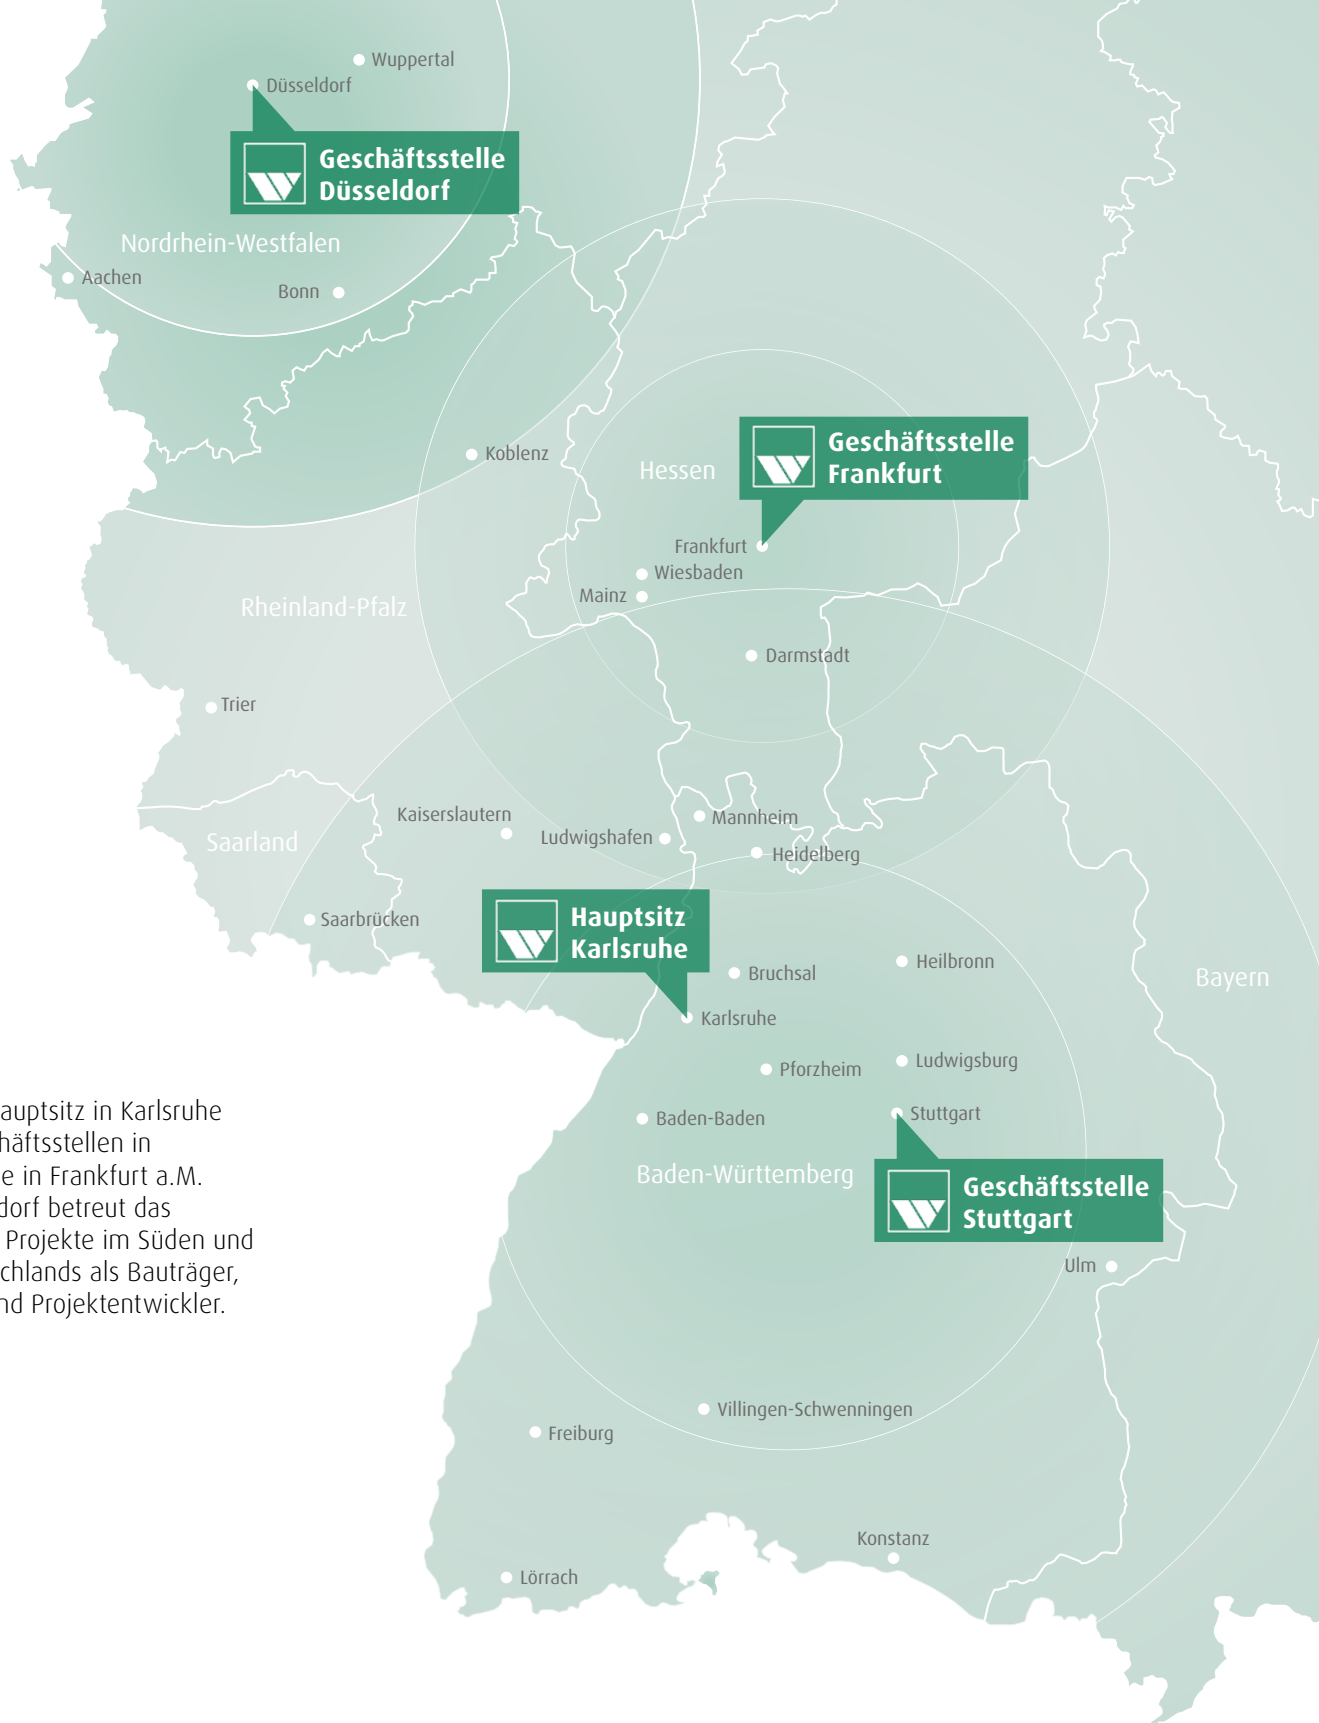 Wuppertal
Düsseldorf
Geschäftsstelle
Düsseldorf
Nordrhein-Westfalen
Aachen
Bonn
Koblenz
Hessen
Geschäftsstelle
Frankfurt
Frankfurt
Wiesbaden
Mainz
Rheinland-Pfalz
Darmstadt
Trier
Kaiserslautern
Mannheim
Ludwigshafen
Saarland
Heidelberg
Saarbrücken
Hauptsitz
Karlsruhe
Heilbronn
Bruchsal
Bayern
Karlsruhe
Ludwigsburg
Pforzheim
Stuttgart
Baden-Baden
Baden-Württemberg
Geschäftsstelle
Stuttgart
Ulm
auptsitz in Karlsruhe
häftsstellen in
e in Frankfurt a.M.
dorf betreut das
Projekte im Süden und
chlands als Bauträger,
nd Projektentwickler.
Villingen-Schwenningen
Freiburg
Konstanz
Lörrach